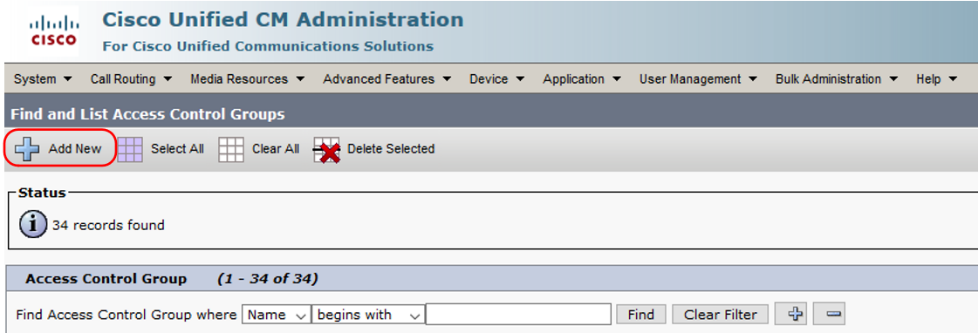 Cisco Unified CM Administration
CISCO
For Cisco Unified Communications Solutions
System Call Routing Media Resources Advanced Features Device Application User Management Bulk Administration Help
Find and List Access Control Groups
Add New Select All Clear All Delete Selected
Status
i 34 records found
Access Control Group (1 - 34 of 34)
Find Access Control Group where Name begins with Find Clear Filter